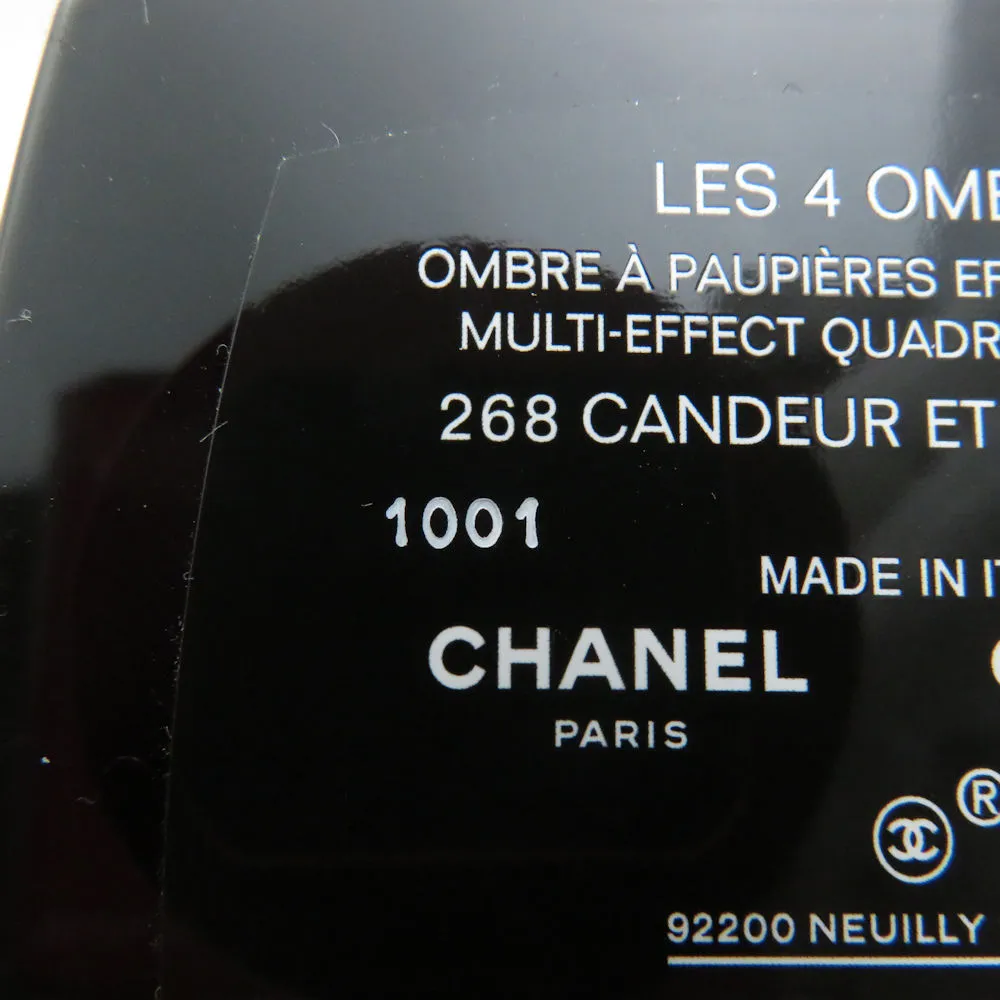 LES 4 OMB
OMBRE À PAUPIÈRES EF
MULTI-EFFECT QUADR
268 CANDEUR ET
1001
MADE IN IT
CHANEL
PARIS
®
92200 NEUILLY